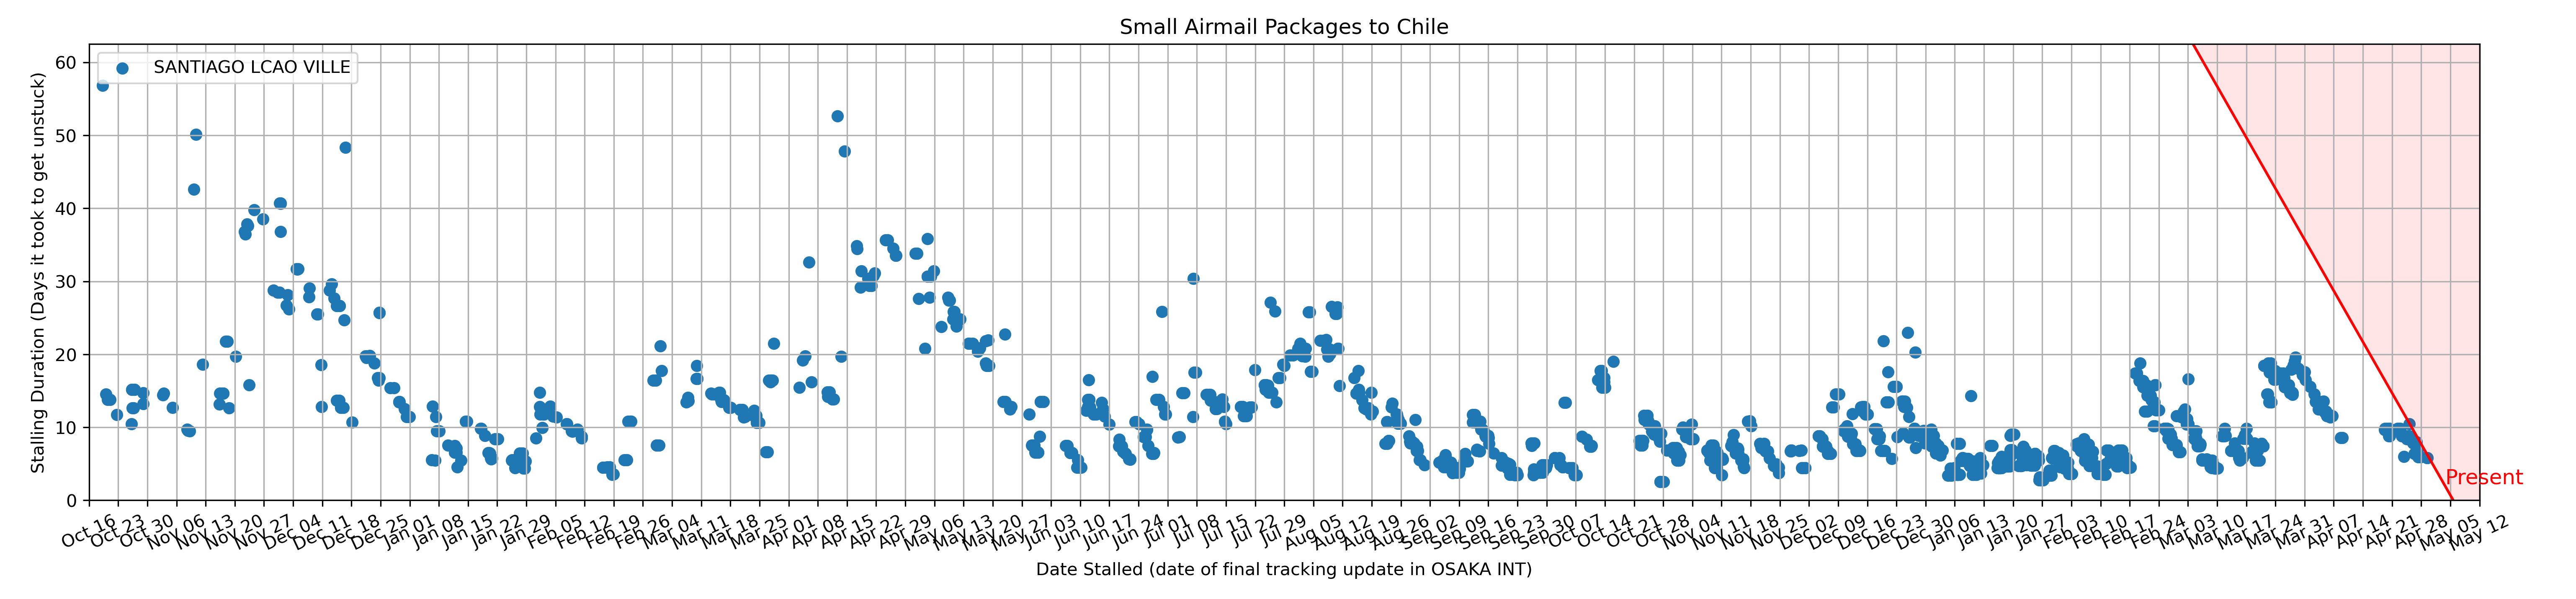 Small Airmail Packages to Chile
SANTIAGO LCAO VILLE
Stalling Duration (Days it took to get unstuck)
60
50
40
30
20
10
0
Present
Oct 16
Oct 23
Oct 30
Nov 06
Nov 13
Nov 20
Nov 27
Dec 04
Dec 11
Dec 18
Dec 25
Jan 01
Jan 08
Jan 15
Jan 22
Jan 29
Feb 05
Feb 12
Feb 19
Feb 26
Mar 04
Mar 11
Mar 18
Mar 25
Apr 01
Apr 08
Apr 15
Apr 22
Apr 29
May 06
May 13
May 20
May 27
Jun 03
Jun 10
Jun 17
Jun 24
Jul 01
Jul 08
Jul 15
Jul 22
Jul 29
Aug 05
Aug 12
Aug 19
Aug 26
Sep 02
Sep 09
Sep 16
Sep 23
Sep 30
Oct 07
Oct 14
Oct 21
Oct 28
Nov 04
Nov 11
Nov 18
Nov 25
Dec 02
Dec 09
Dec 16
Dec 23
Dec 30
Jan 06
Jan 13
Jan 20
Jan 27
Feb 03
Feb 10
Feb 17
Feb 24
Mar 03
Mar 10
Mar 17
Mar 24
Mar 31
Apr 07
Apr 14
Apr 21
Apr 28
May 05
May 12
Date Stalled (date of final tracking update in OSAKA INT)